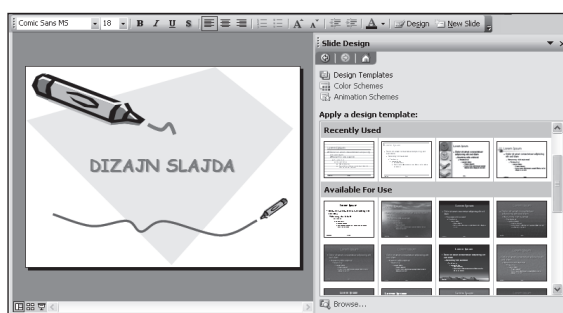 Comic Sans MS 18 B I U S A A A Design New Slide
Slide Design
DIZAJN SLAJDA
Design Templates
Color Schemes
Animation Schemes
Apply a design template:
Recently Used
Available For Use
Browse...